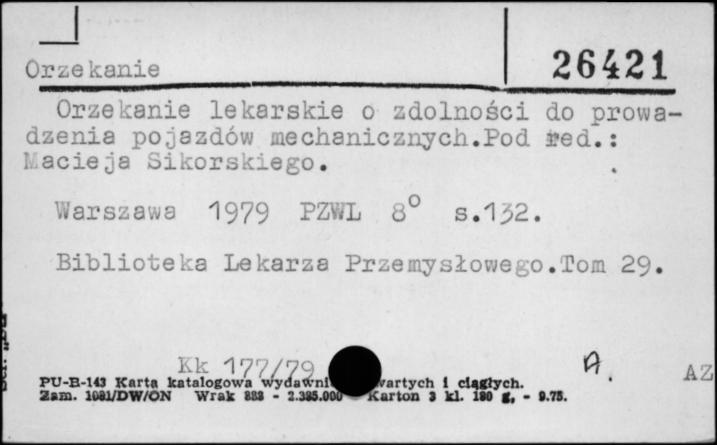 26421
Orzekanie
Orzekanie lekarskie o zdolności do prowa-
dzenia pojazdów mechanicznych.Pod red.:
Macieja Sikorskiego.
Warszawa 1979 PZWL 8° s.132.
Biblioteka Lekarza Przemysłowego.Tom 29.
Kk 177/79 A. AZ
PU-B-143 Karta katalogowa wartych i ciągłych.
Zam. 1081/DW/ON Wrak 888 - 2.385.000 Karton 3 kl. 180 g. - 9.75.